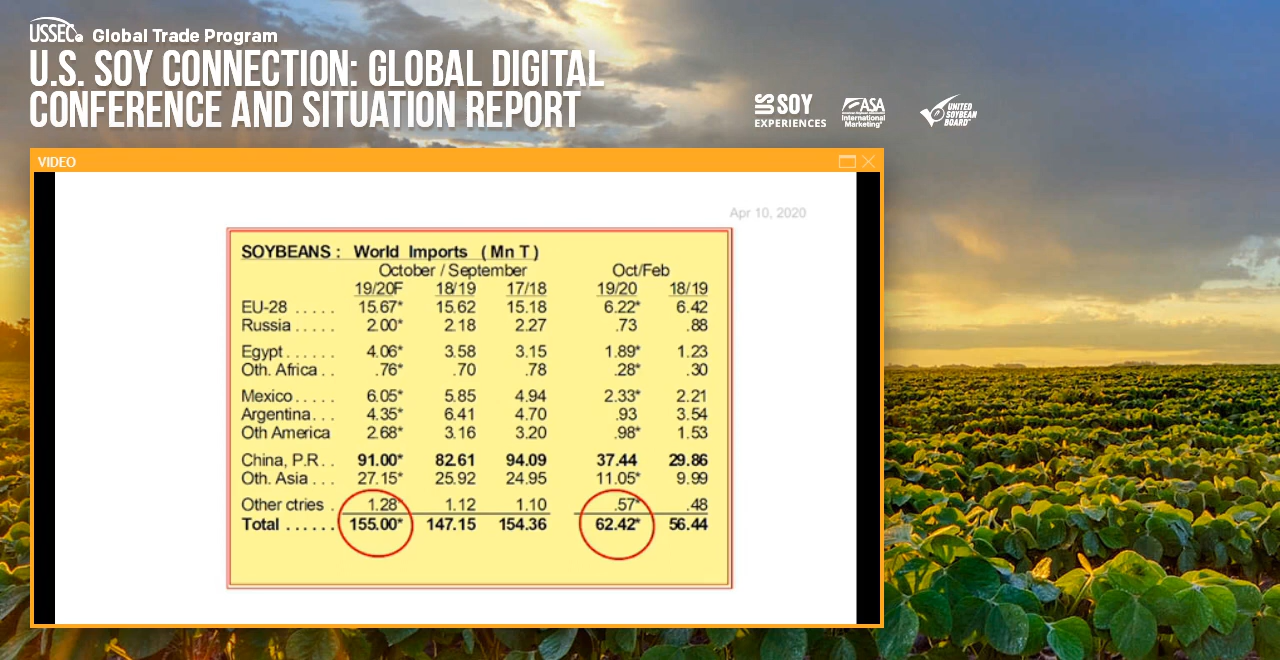 USSEC Global Trade Program
U.S. SOY CONNECTION: GLOBAL DIGITAL
CONFERENCE AND SITUATION REPORT
US SOY
EXPERIENCES
ASA
International
Marketing
UNITED
SOYBEAN
BOARD
VIDEO
Apr 10, 2020
SOYBEANS : World Imports ( Mn T )
October / September Oct/Feb
19/20F 18/19 17/18 19/20 18/19
EU-28 ..... 15.67* 15.62 15.18 6.22* 6.42
Russia ..... 2.00* 2.18 2.27 .73 .88
Egypt ...... 4.06* 3.58 3.15 1.89* 1.23
Oth. Africa .. .76* .70 .78 .28* .30
Mexico ..... 6.05* 5.85 4.94 2.33* 2.21
Argentina... 4.35* 6.41 4.70 .93 3.54
Oth America 2.68* 3.16 3.20 .98* 1.53
China, P.R. . 91.00* 82.61 94.09 37.44 29.86
Oth. Asia ... 27.15* 25.92 24.95 11.05* 9.99
Other ctries . 1.28* 1.12 1.10 .57* .48
Total ...... 155.00* 147.15 154.36 62.42* 56.44